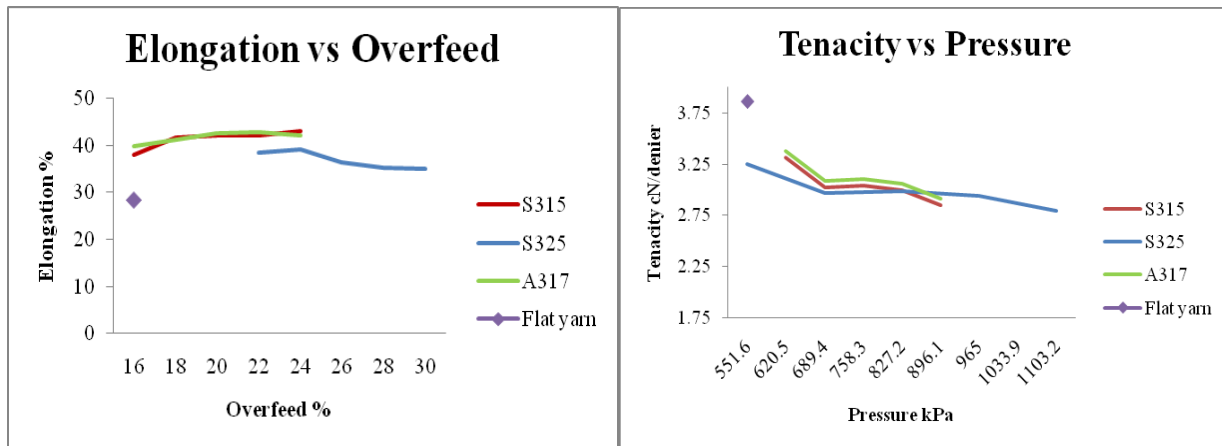 Elongation vs Overfeed
50
40
30
20
10
0
Elongation %
16 18 20 22 24 26 28 30
Overfeed %
S315
S325
A317
Flat yarn
Tenacity vs Pressure
3.75
3.25
2.75
2.25
1.75
Tenacity cN/denier
551.6 620.5 689.4 758.3 827.2 896.1 965 1033.9 1103.2
Pressure kPa
S315
S325
A317
Flat yarn